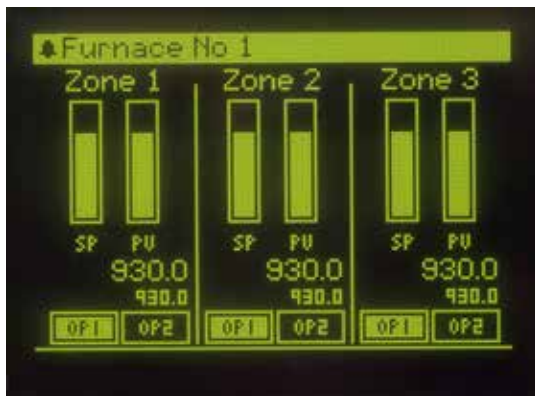 Furnace No 1
Zone 1 Zone 2 Zone 3
SP PV SP PV SP PV
930.0 930.0 930.0
930.0 930.0 930.0
OP1 OP2 OP1 OP2 OP1 OP2